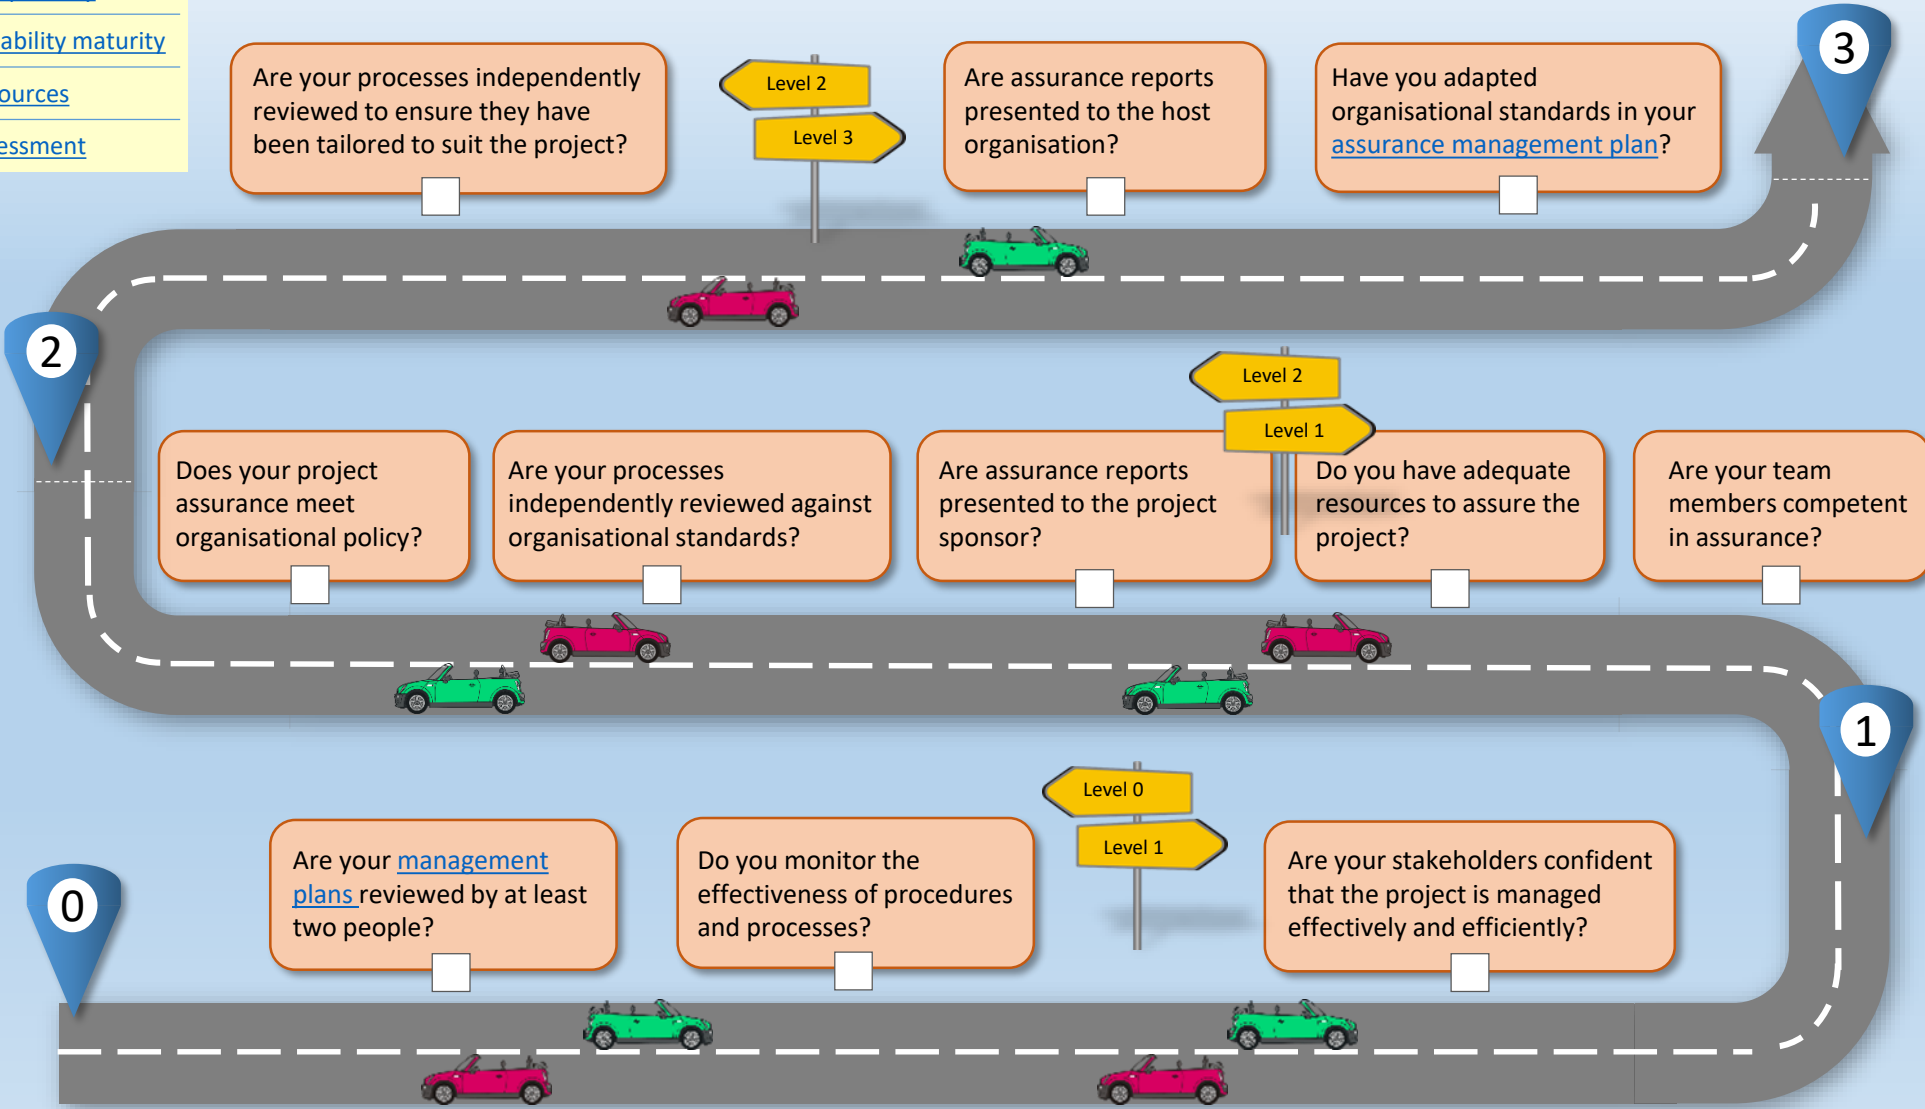 ability maturity
ources
essment
3
Are your processes independently
reviewed to ensure they have
been tailored to suit the project?
Level 2
Level 3
Are assurance reports
presented to the host
organisation?
Have you adapted
organisational standards in your
assurance management plan?
2
Level 2
Level 1
Does your project
assurance meet
organisational policy?
Are your processes
independently reviewed against
organisational standards?
Are assurance reports
presented to the project
sponsor?
Do you have adequate
resources to assure the
project?
Are your team
members competent
in assurance?
1
Level 0
Level 1
0
Are your management
plans reviewed by at least
two people?
Do you monitor the
effectiveness of procedures
and processes?
Are your stakeholders confident
that the project is managed
effectively and efficiently?